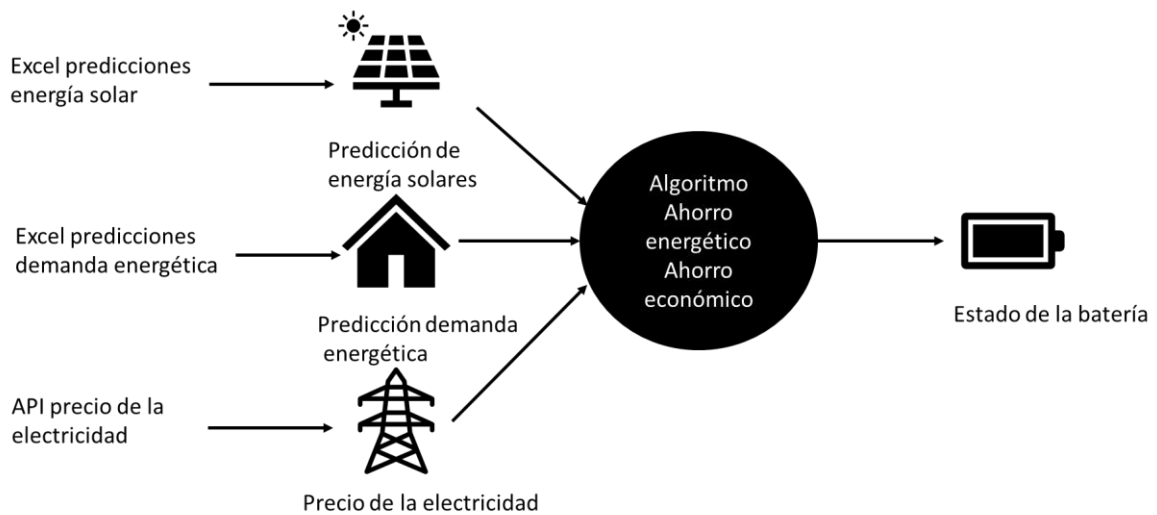 Excel predicciones
energía solar
Predicción de
energía solares
Excel predicciones
demanda energética
Predicción demanda
energética
API precio de la
electricidad
Precio de la electricidad
Algoritmo
Ahorro
energético
Ahorro
económico
Estado de la batería